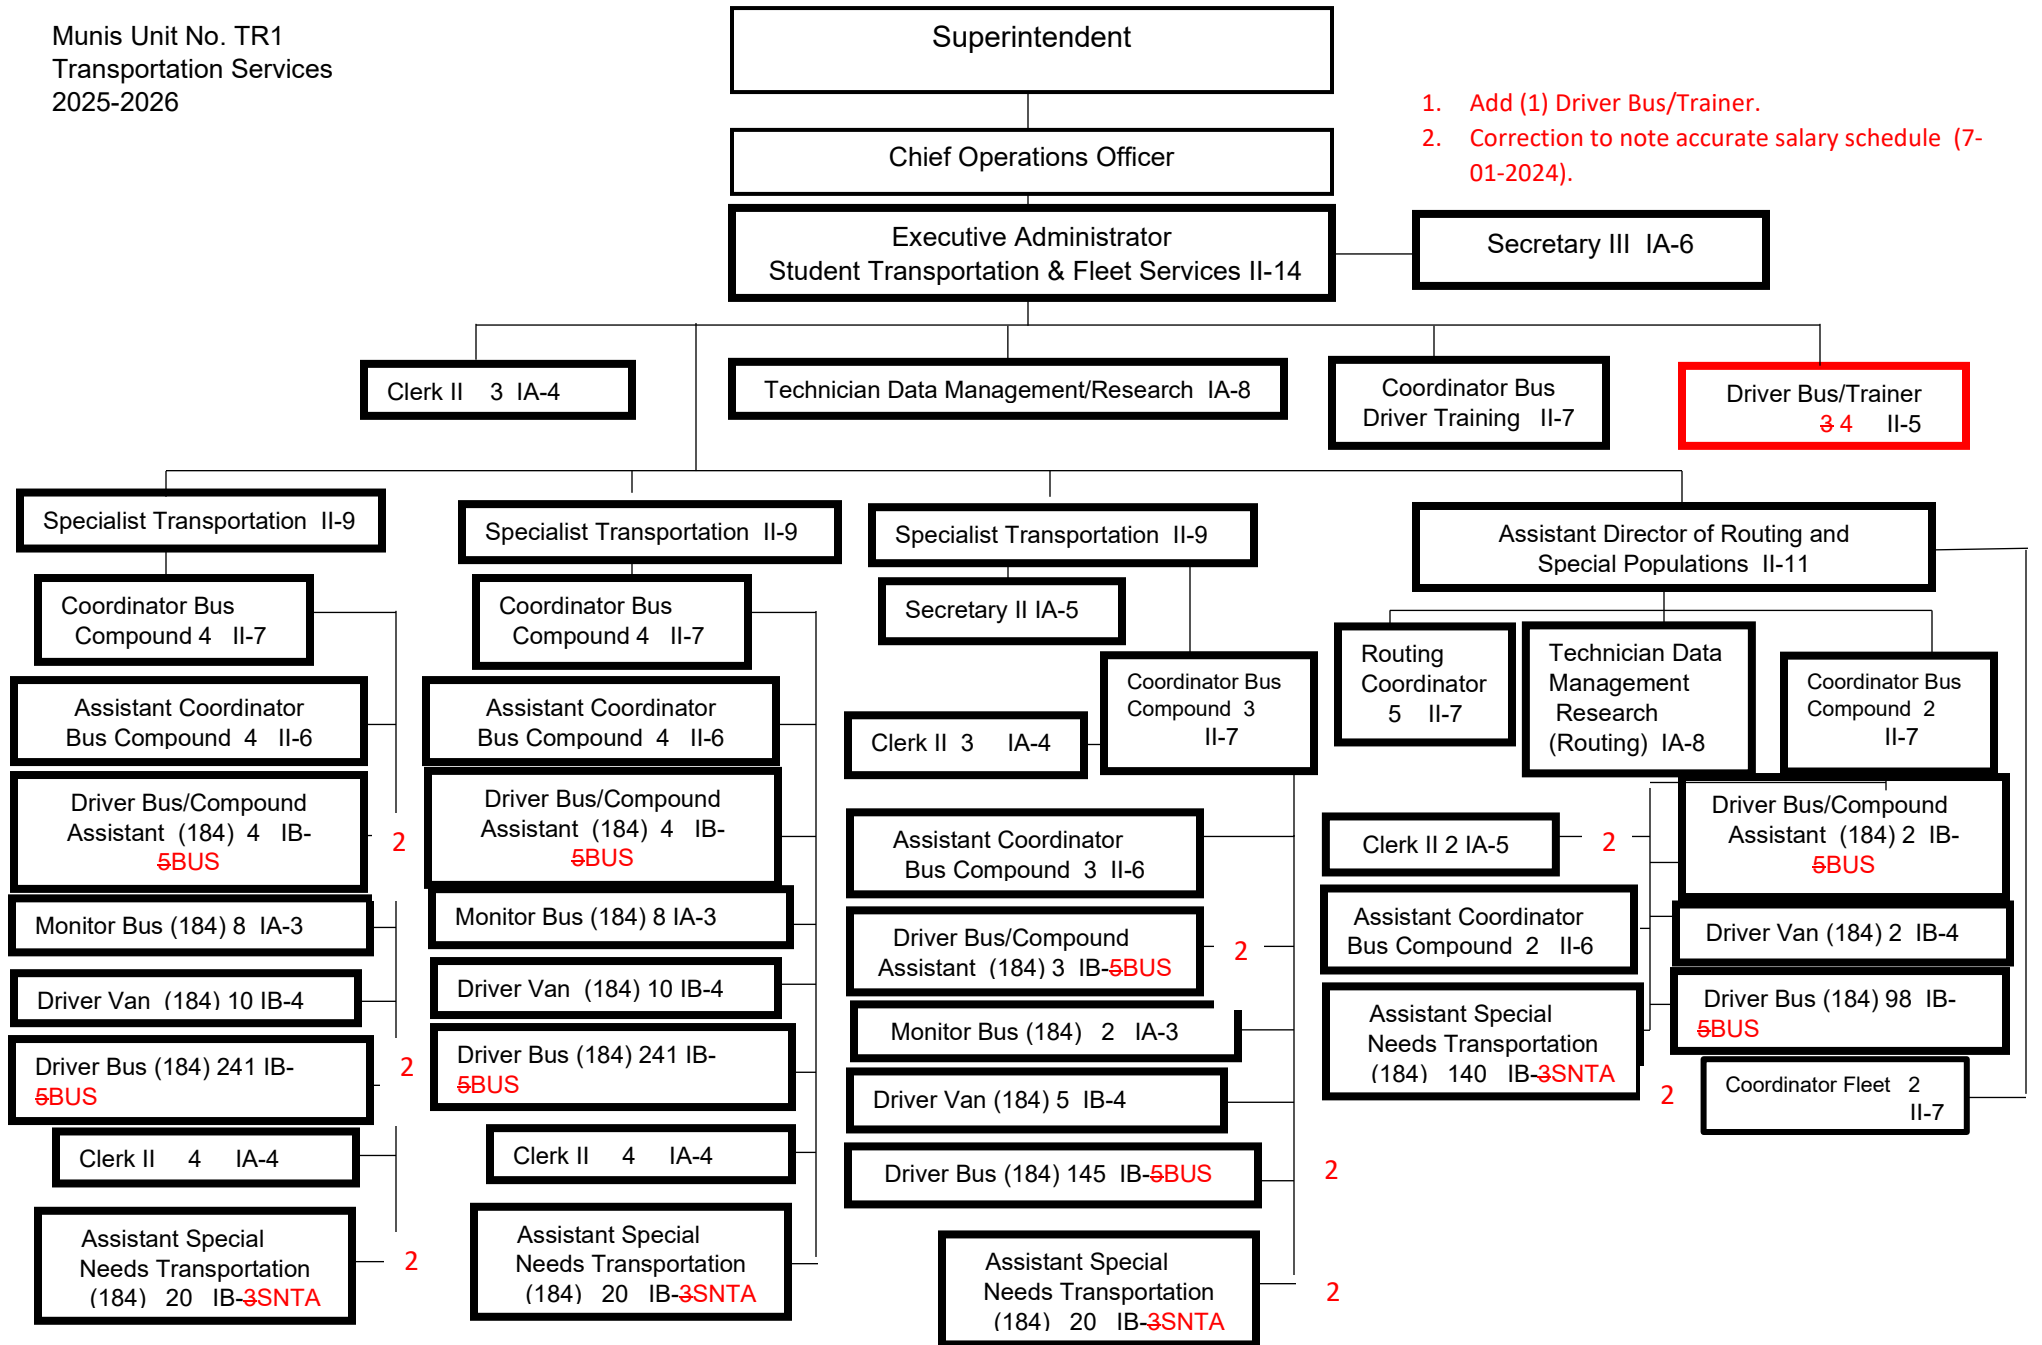 Munis Unit No. TR1
Transportation Services
2025-2026
Superintendent
1. Add (1) Driver Bus/Trainer.
2. Correction to note accurate salary schedule (7-
01-2024).
Chief Operations Officer
Executive Administrator
Student Transportation & Fleet Services II-14
Secretary III IA-6
Clerk II 3 IA-4
Technician Data Management/Research IA-8
Coordinator Bus
Driver Training II-7
Driver Bus/Trainer
3 4 II-5
Specialist Transportation II-9
Coordinator Bus
Compound 4 II-7
Assistant Coordinator
Bus Compound 4 II-6
Driver Bus/Compound
Assistant (184) 4 IB-
5BUS
2
Monitor Bus (184) 8 IA-3
Driver Van (184) 10 IB-4
Driver Bus (184) 241 IB-
5BUS
2
Clerk II 4 IA-4
Assistant Special
Needs Transportation
(184) 20 IB-3SNTA
2
Specialist Transportation II-9
Coordinator Bus
Compound 4 II-7
Assistant Coordinator
Bus Compound 4 II-6
Driver Bus/Compound
Assistant (184) 4 IB-
5BUS
Monitor Bus (184) 8 IA-3
Driver Van (184) 10 IB-4
Driver Bus (184) 241 IB-
5BUS
Clerk II 4 IA-4
Assistant Special
Needs Transportation
(184) 20 IB-3SNTA
Specialist Transportation II-9
Secretary II IA-5
Coordinator Bus
Compound 3
II-7
Clerk II 3 IA-4
Assistant Coordinator
Bus Compound 3 II-6
Driver Bus/Compound
Assistant (184) 3 IB-5BUS
2
Monitor Bus (184) 2 IA-3
Driver Van (184) 5 IB-4
Driver Bus (184) 145 IB-5BUS
2
Assistant Special
Needs Transportation
(184) 20 IB-3SNTA
2
Assistant Director of Routing and
Special Populations II-11
Routing
Coordinator
5 II-7
Technician Data
Management
Research
(Routing) IA-8
Coordinator Bus
Compound 2
II-7
Clerk II 2 IA-5
2
Driver Bus/Compound
Assistant (184) 2 IB-
5BUS
Assistant Coordinator
Bus Compound 2 II-6
Driver Van (184) 2 IB-4
Assistant Special
Needs Transportation
(184) 140 IB-3SNTA
2
Driver Bus (184) 98 IB-
5BUS
Coordinator Fleet 2
II-7